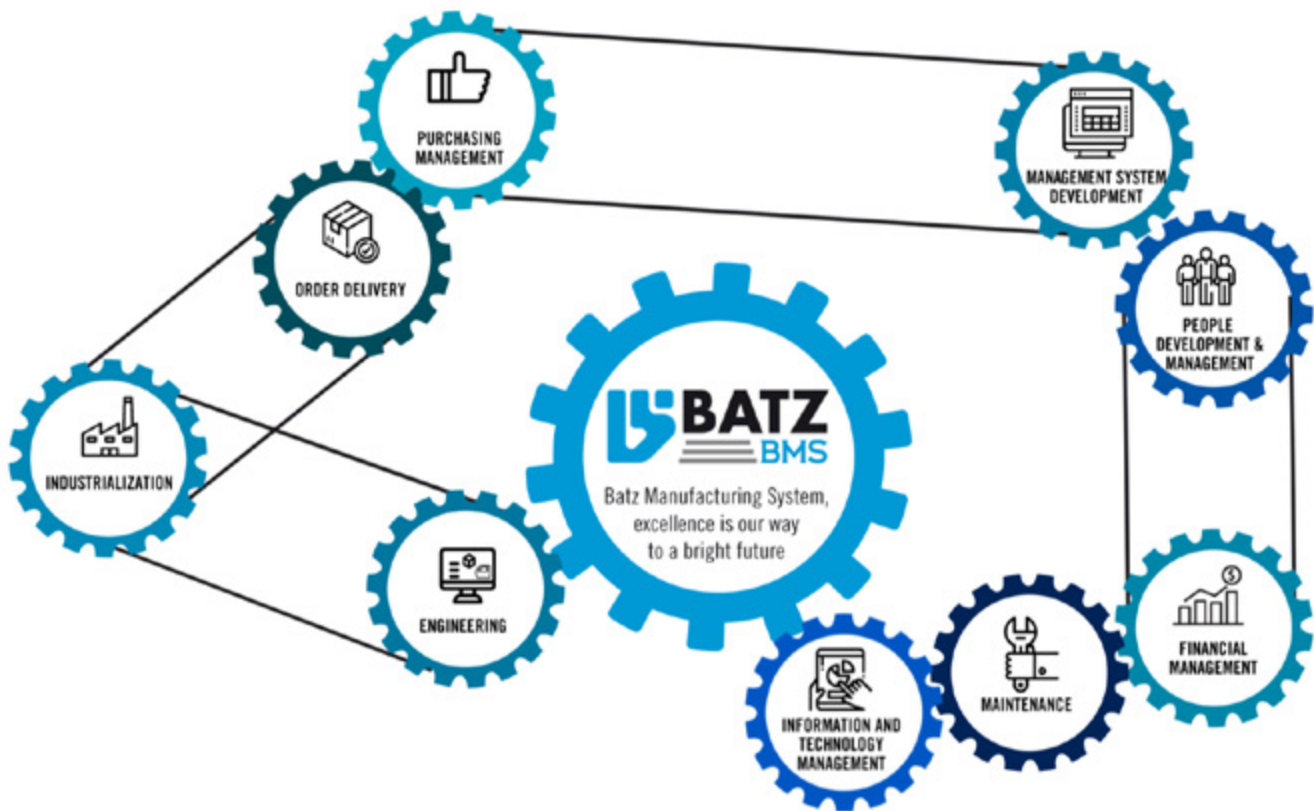 PURCHASING
MANAGEMENT
MANAGEMENT SYSTEM
DEVELOPMENT
ORDER DELIVERY
PEOPLE
DEVELOPMENT &
MANAGEMENT
BATZ
BMS
Batz Manufacturing System,
excellence is our way
to a bright future
INDUSTRIALIZATION
ENGINEERING
FINANCIAL
MANAGEMENT
MAINTENANCE
INFORMATION AND
TECHNOLOGY
MANAGEMENT
$